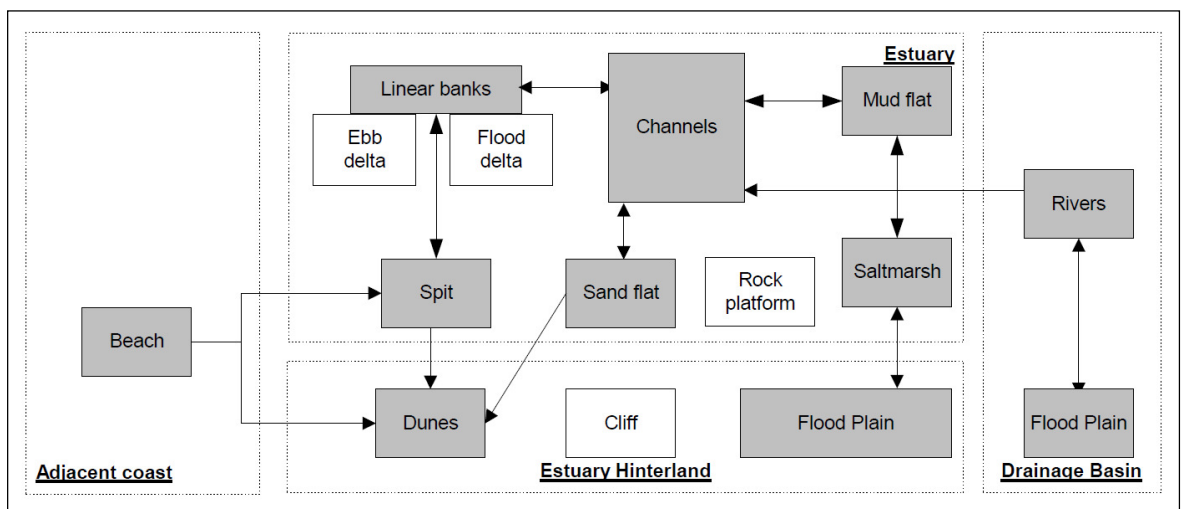 Estuary
Linear banks
Mud flat
Channels
Ebb
delta
Flood
delta
Rivers
Saltmarsh
Spit
Sand flat
Rock
platform
Beach
Dunes
Cliff
Flood Plain
Flood Plain
Adjacent coast
Estuary Hinterland
Drainage Basin